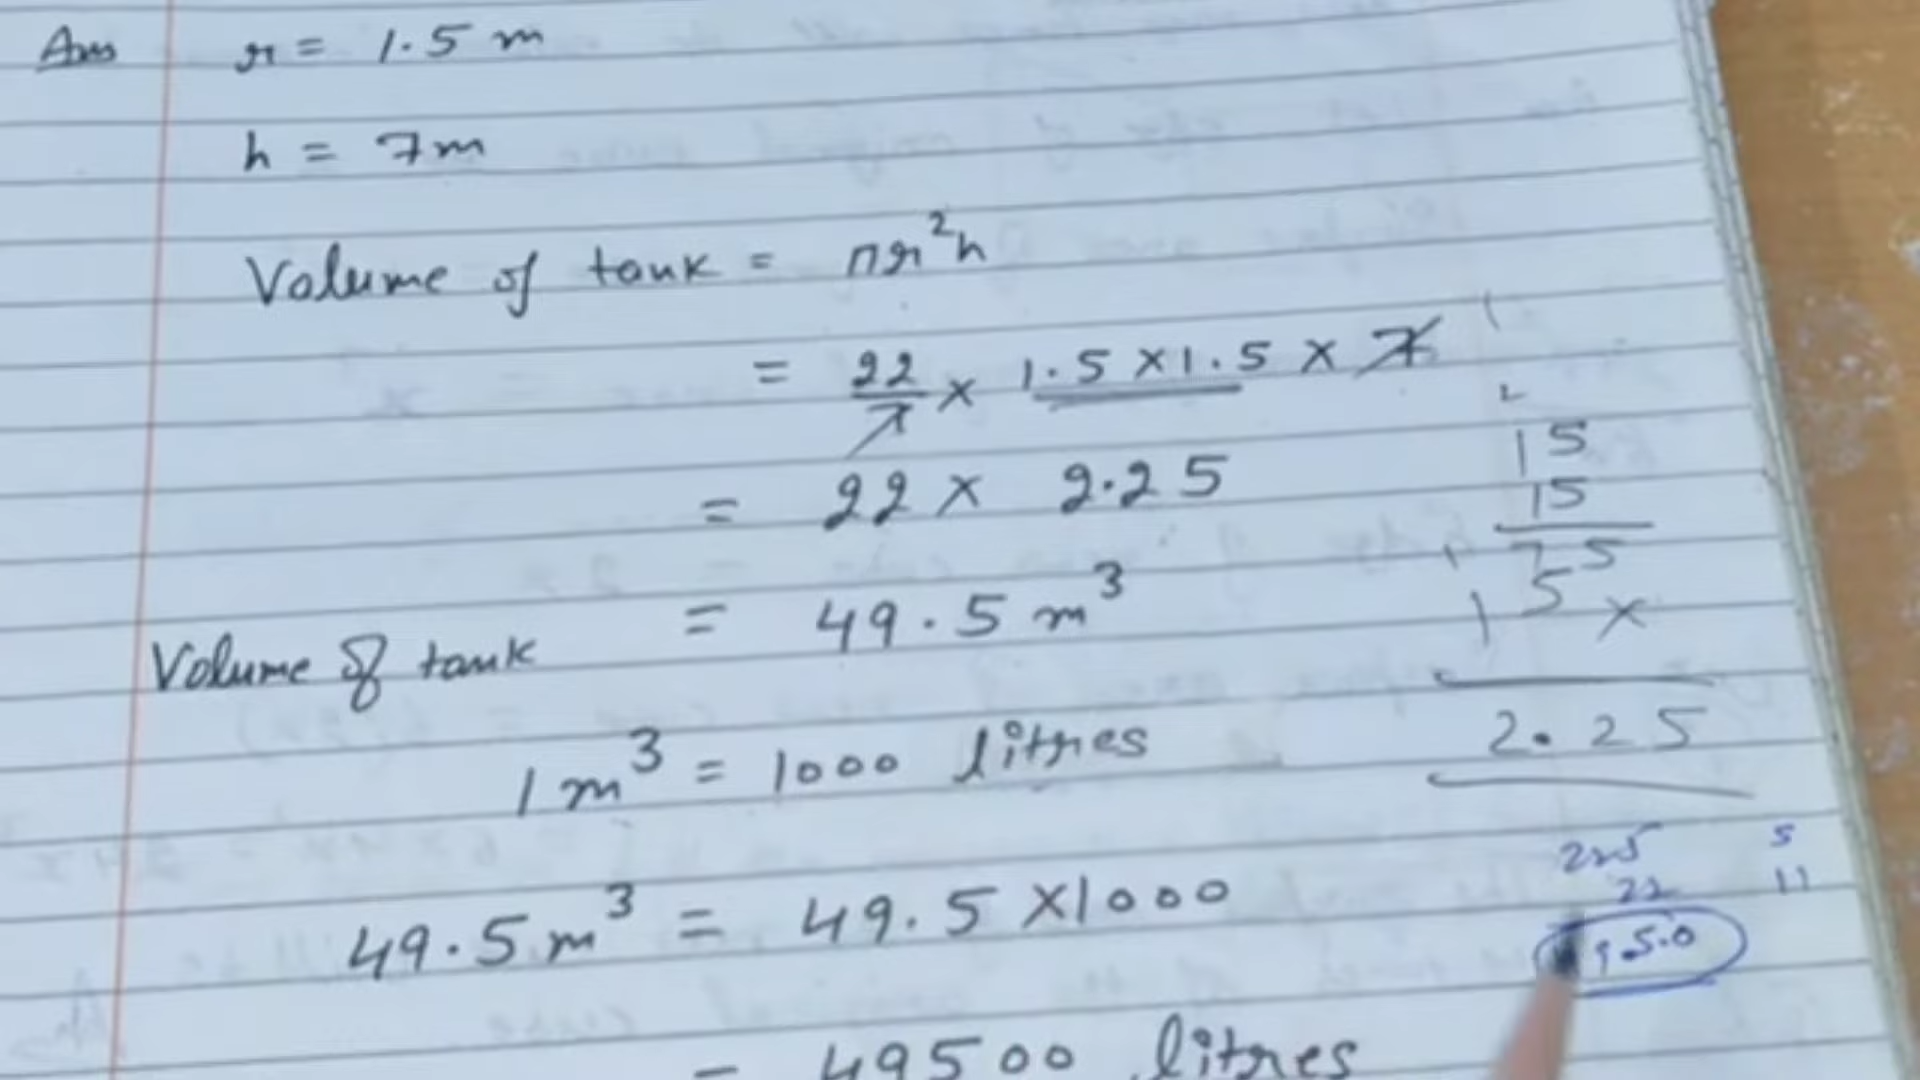 Ans r = 1.5 m
h = 7m
Volume of tank = πr²h
= 22/7 × 1.5 × 1.5 × 7
= 22 × 2.25
Volume of tank = 49.5 m³
1 m³ = 1000 litres
49.5 m³ = 49.5 × 1000
= 49500 litres
15
15
75
15×
2.25
225
22
5
11